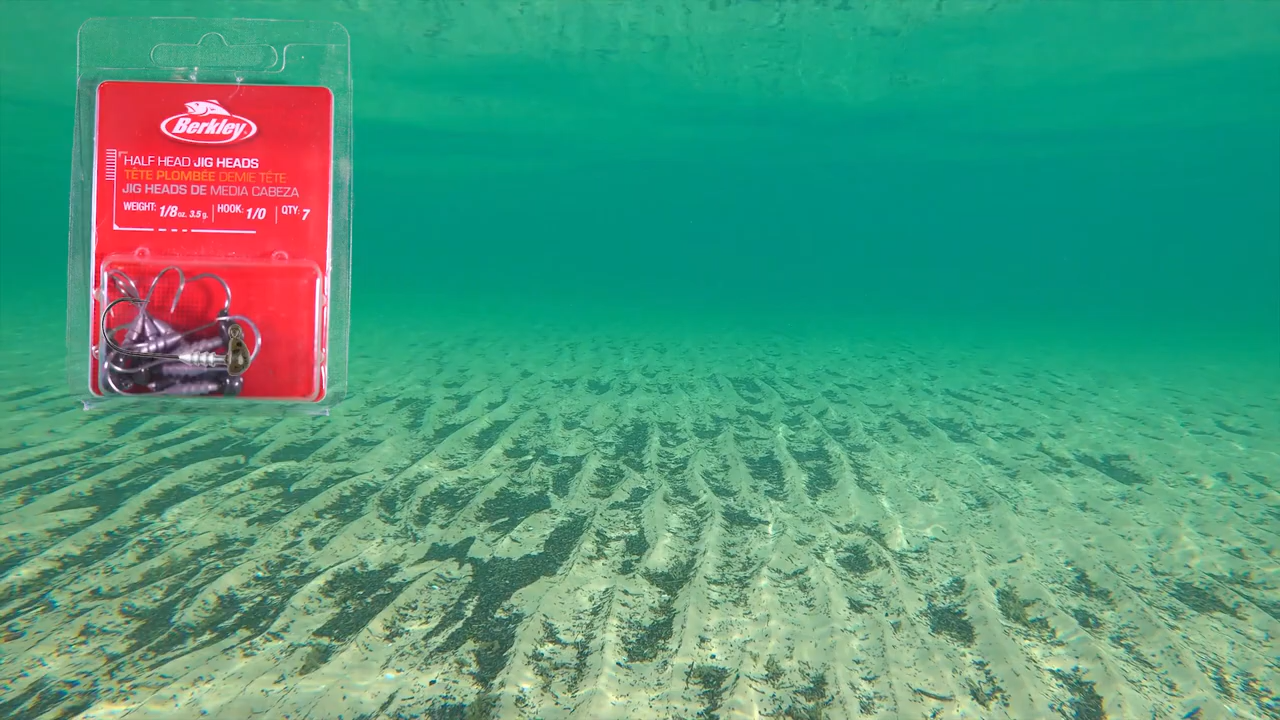 Berkley
HALF HEAD JIG HEADS
TÊTE PLOMBÉE DEMIE TÊTE
JIG HEADS DE MEDIA CABEZA
WEIGHT: 1/8 oz. 3.5 g. HOOK: 1/0 QTY: 7